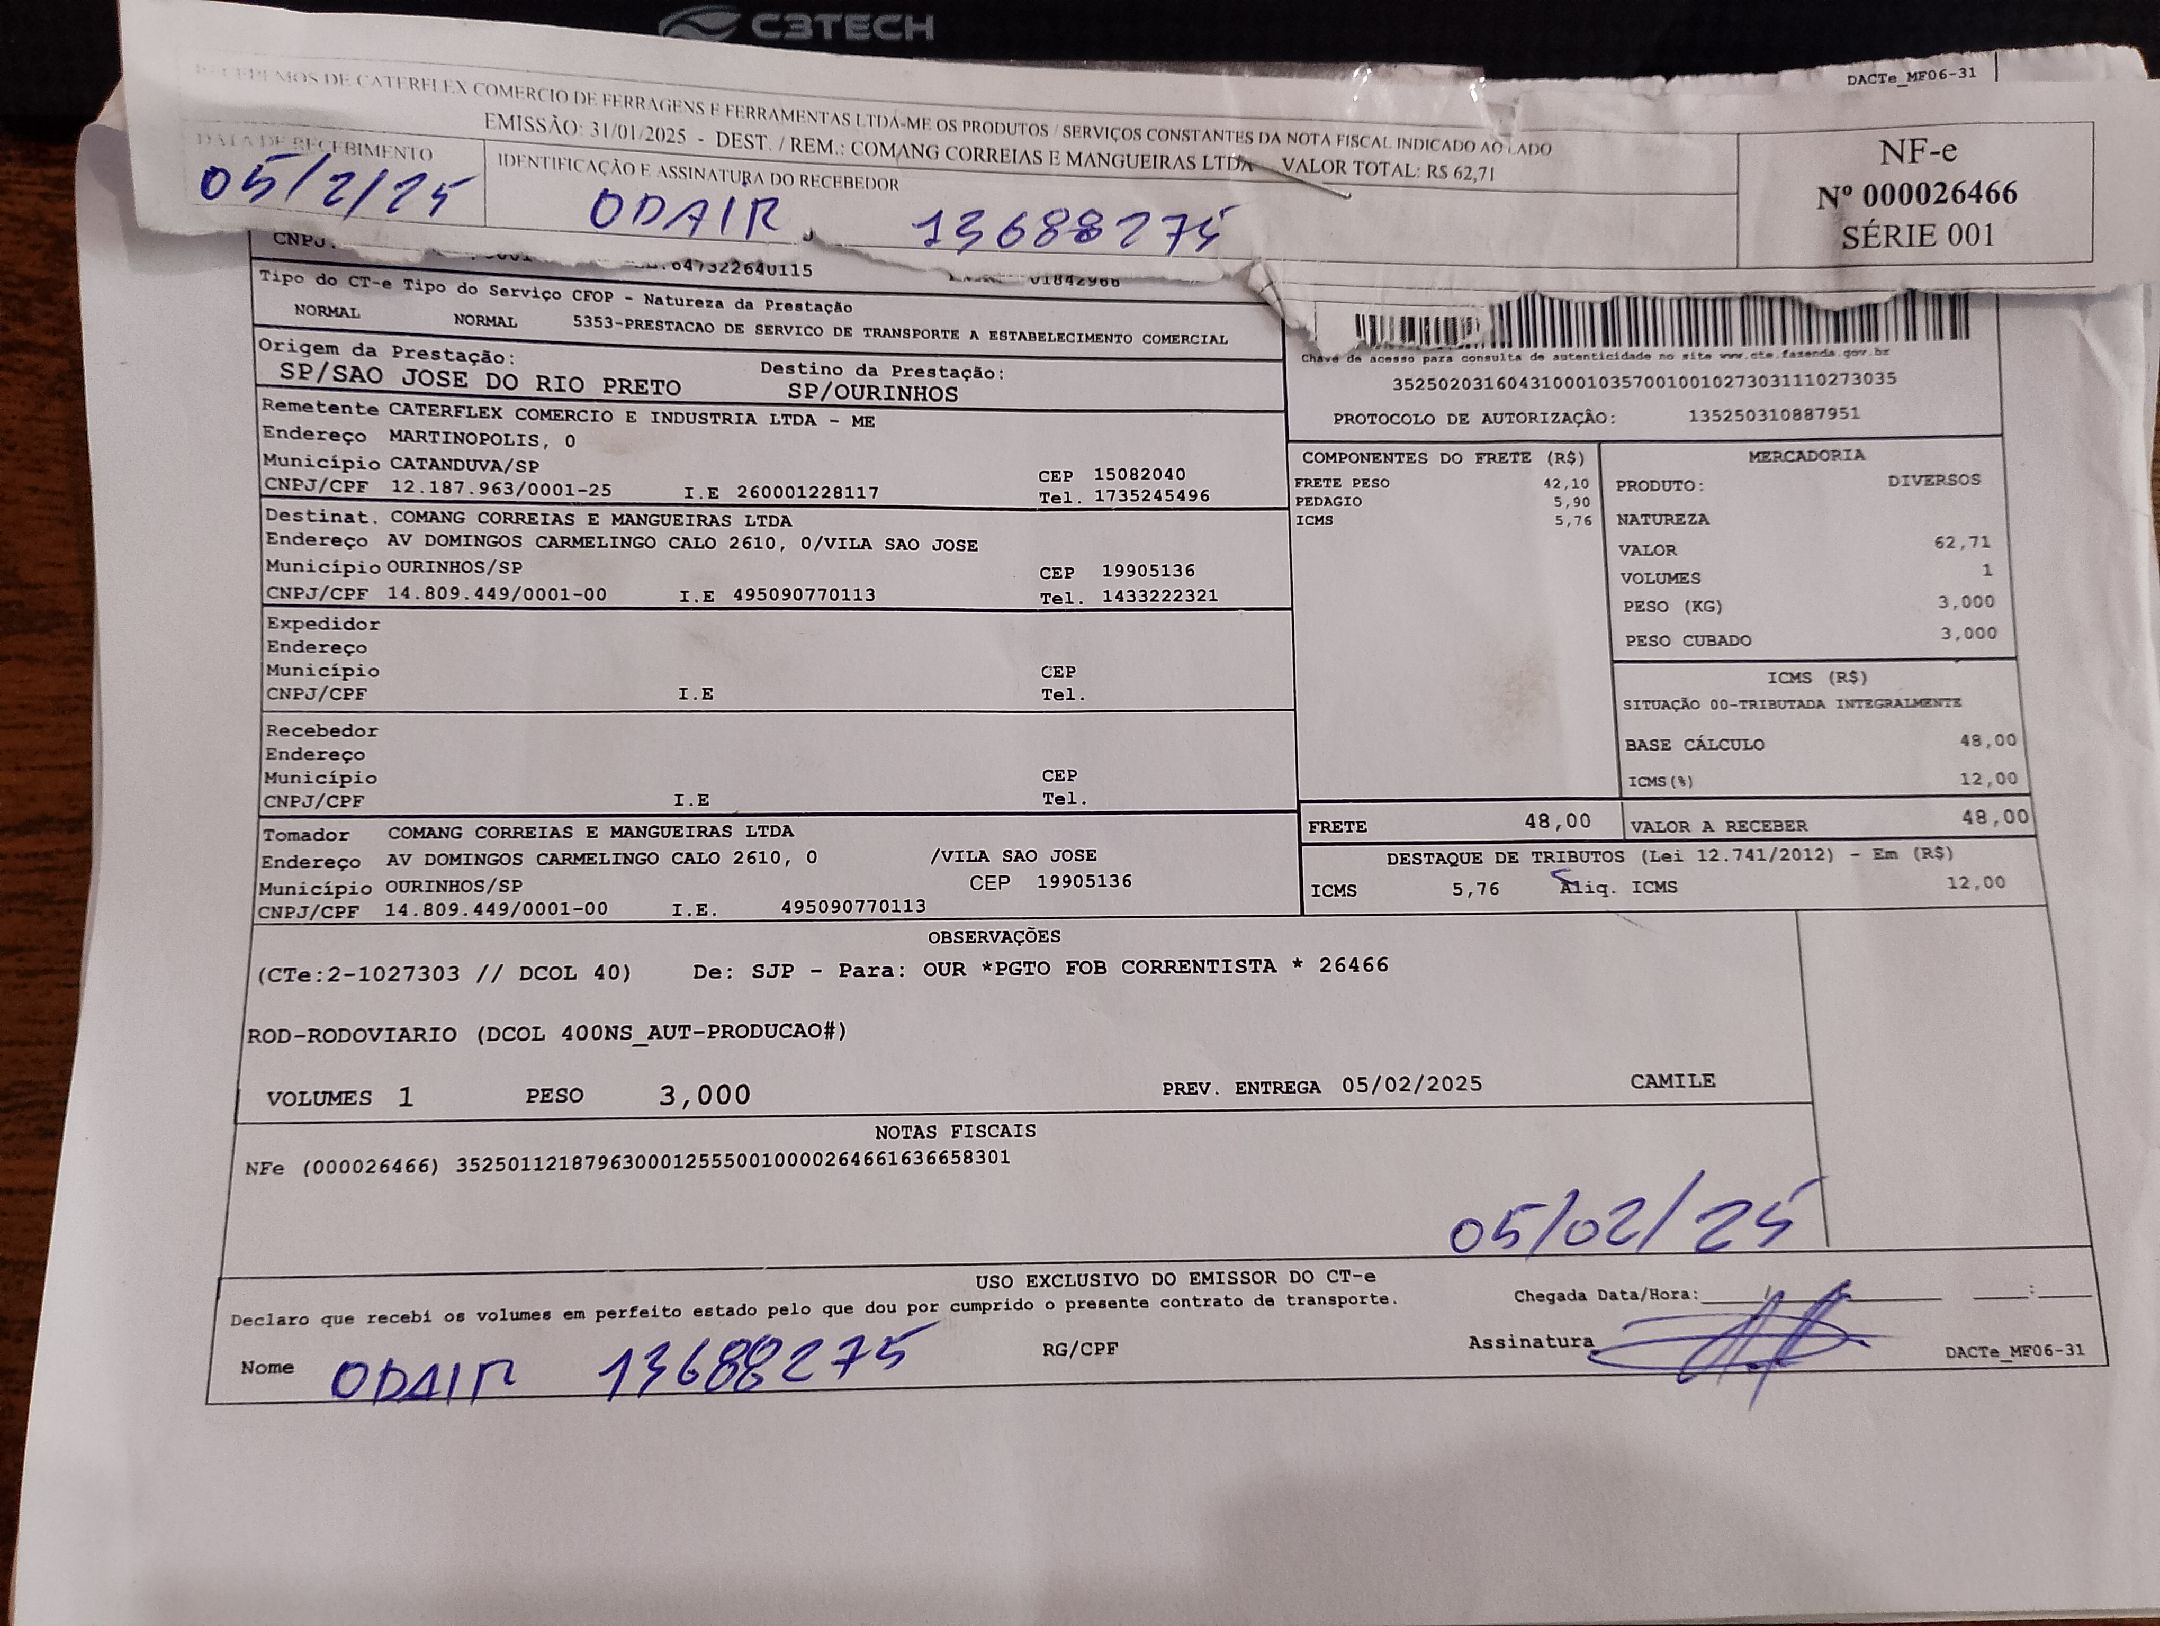 C3TECH
DACTe_MF06-31
RECEBEMOS DE CATERFLEX COMERCIO DE FERRAGENS E FERRAMENTAS LTDA-ME OS PRODUTOS / SERVIÇOS CONSTANTES DA NOTA FISCAL INDICADO AO LADO
EMISSÃO: 31/01/2025 - DEST. / REM.: COMANG CORREIAS E MANGUEIRAS LTDA - VALOR TOTAL: R$ 62,71
DATA DE RECEBIMENTO
05/2/25
IDENTIFICAÇÃO E ASSINATURA DO RECEBEDOR
ODAIR 13688275
NF-e
Nº 000026466
SÉRIE 001
CNPJ.
647322640115
01842966
Tipo do CT-e Tipo do Serviço CFOP - Natureza da Prestação
NORMAL NORMAL 5353-PRESTACAO DE SERVICO DE TRANSPORTE A ESTABELECIMENTO COMERCIAL
Origem da Prestação: Destino da Prestação:
SP/SAO JOSE DO RIO PRETO SP/OURINHOS
Chave de acesso para consulta de autenticidade no site www.cte.fazenda.gov.br
35250203160431000103570010010273031110273035
PROTOCOLO DE AUTORIZAÇÃO: 135250310887951
Remetente CATERFLEX COMERCIO E INDUSTRIA LTDA - ME
Endereço MARTINOPOLIS, 0
Município CATANDUVA/SP CEP 15082040
CNPJ/CPF 12.187.963/0001-25 I.E 260001228117 Tel. 1735245496
Destinat. COMANG CORREIAS E MANGUEIRAS LTDA
Endereço AV DOMINGOS CARMELINGO CALO 2610, 0/VILA SAO JOSE
Município OURINHOS/SP CEP 19905136
CNPJ/CPF 14.809.449/0001-00 I.E 495090770113 Tel. 1433222321
Expedidor
Endereço
Município CEP
CNPJ/CPF I.E Tel.
Recebedor
Endereço
Município CEP
CNPJ/CPF I.E Tel.
Tomador COMANG CORREIAS E MANGUEIRAS LTDA
Endereço AV DOMINGOS CARMELINGO CALO 2610, 0 /VILA SAO JOSE
Município OURINHOS/SP CEP 19905136
CNPJ/CPF 14.809.449/0001-00 I.E. 495090770113
COMPONENTES DO FRETE (R$)
FRETE PESO 42,10
PEDAGIO 5,90
ICMS 5,76
MERCADORIA
PRODUTO: DIVERSOS
NATUREZA
VALOR 62,71
VOLUMES 1
PESO (KG) 3,000
PESO CUBADO 3,000
ICMS (R$)
SITUAÇÃO 00-TRIBUTADA INTEGRALMENTE
BASE CÁLCULO 48,00
ICMS(%) 12,00
FRETE 48,00 VALOR A RECEBER 48,00
DESTAQUE DE TRIBUTOS (Lei 12.741/2012) - Em (R$)
ICMS 5,76 Aliq. ICMS 12,00
OBSERVAÇÕES
(CTe:2-1027303 // DCOL 40) De: SJP - Para: OUR *PGTO FOB CORRENTISTA * 26466
ROD-RODOVIARIO (DCOL 400NS_AUT-PRODUCAO#)
VOLUMES 1 PESO 3,000 PREV. ENTREGA 05/02/2025 CAMILE
NOTAS FISCAIS
NFe (000026466) 35250112187963000125550010000264661636658301
05/02/25
USO EXCLUSIVO DO EMISSOR DO CT-e
Declaro que recebi os volumes em perfeito estado pelo que dou por cumprido o presente contrato de transporte. Chegada Data/Hora: / :
Nome ODAIR 13688275 RG/CPF Assinatura DACTe_MF06-31